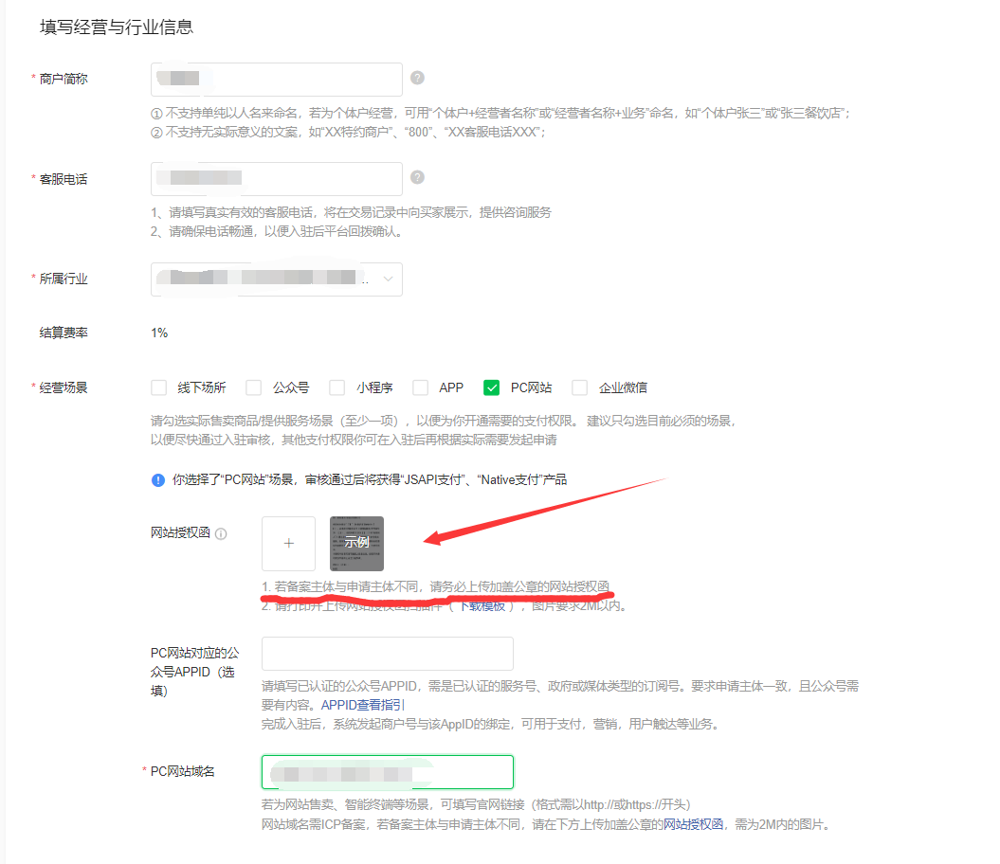 填写经营与行业信息
* 商户简称
① 不支持单纯以人名来命名，若为个体户经营，可用“个体户+经营者名称”或“经营者名称+业务”命名，如“个体户张三”或“张三餐饮店”；
② 不支持无实际意义的文案，如“XX特约商户”、“800”、“XX客服电话XXX”；
* 客服电话
1、请填写真实有效的客服电话，将在交易记录中向买家展示，提供咨询服务
2、请确保电话畅通，以便入驻后平台回拨确认。
* 所属行业
..
结算费率 1%
* 经营场景 线下场所 公众号 小程序 APP PC网站 企业微信
请勾选实际售卖商品/提供服务场景（至少一项），以便为你开通需要的支付权限。 建议只勾选目前必须的场景，
以便尽快通过入驻审核，其他支付权限你可在入驻后再根据实际需要发起申请
你选择了“PC网站”场景，审核通过后将获得“JSAPI支付”、“Native支付”产品
网站授权函 + 示例
1. 若备案主体与申请主体不同，请务必上传加盖公章的网站授权函
2. 请打印并上传网站授权函扫描件（ 下载模板 ），图片要求2M以内。
PC网站对应的公
众号APPID（选
填）
请填写已认证的公众号APPID，需是已认证的服务号、政府或媒体类型的订阅号。要求申请主体一致，且公众号需
要有内容。APPID查看指引
完成入驻后，系统发起商户号与该AppID的绑定，可用于支付，营销，用户触达等业务。
* PC网站域名
若为网站售卖、智能终端等场景，可填写官网链接（格式需以http://或https://开头）
网站域名需ICP备案，若备案主体与申请主体不同，请在下方上传加盖公章的网站授权函，需为2M内的图片。